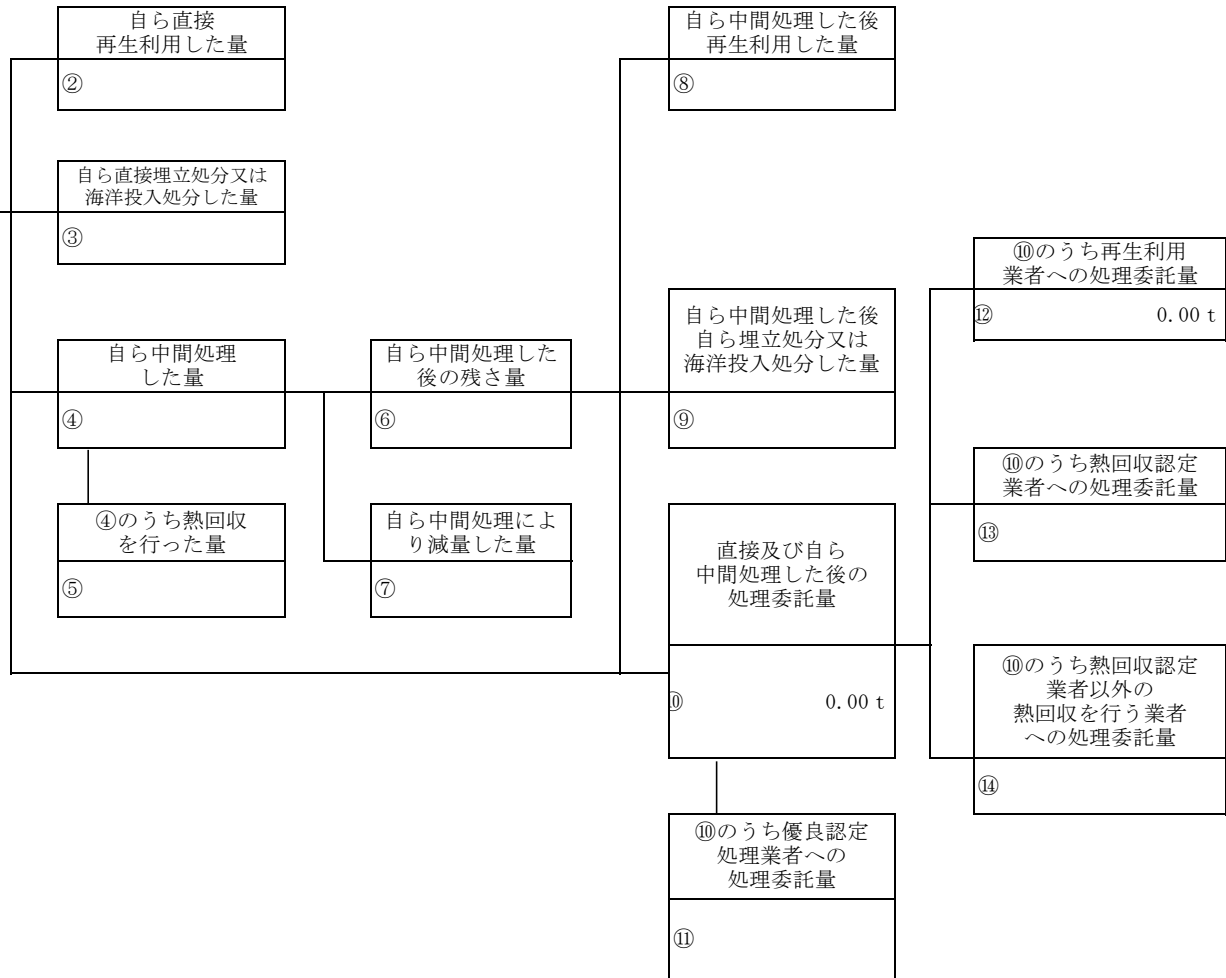 自ら直接
再生利用した量
②
自ら直接埋立処分又は
海洋投入処分した量
③
自ら中間処理
した量
④
④のうち熱回収
を行った量
⑤
自ら中間処理した
後の残さ量
⑥
自ら中間処理によ
り減量した量
⑦
自ら中間処理した後
再生利用した量
⑧
自ら中間処理した後
自ら埋立処分又は
海洋投入処分した量
⑨
直接及び自ら
中間処理した後の
処理委託量
⑩ 0.00 t
⑩のうち優良認定
処理業者への
処理委託量
⑪
⑩のうち再生利用
業者への処理委託量
⑫ 0.00 t
⑩のうち熱回収認定
業者への処理委託量
⑬
⑩のうち熱回収認定
業者以外の
熱回収を行う業者
への処理委託量
⑭